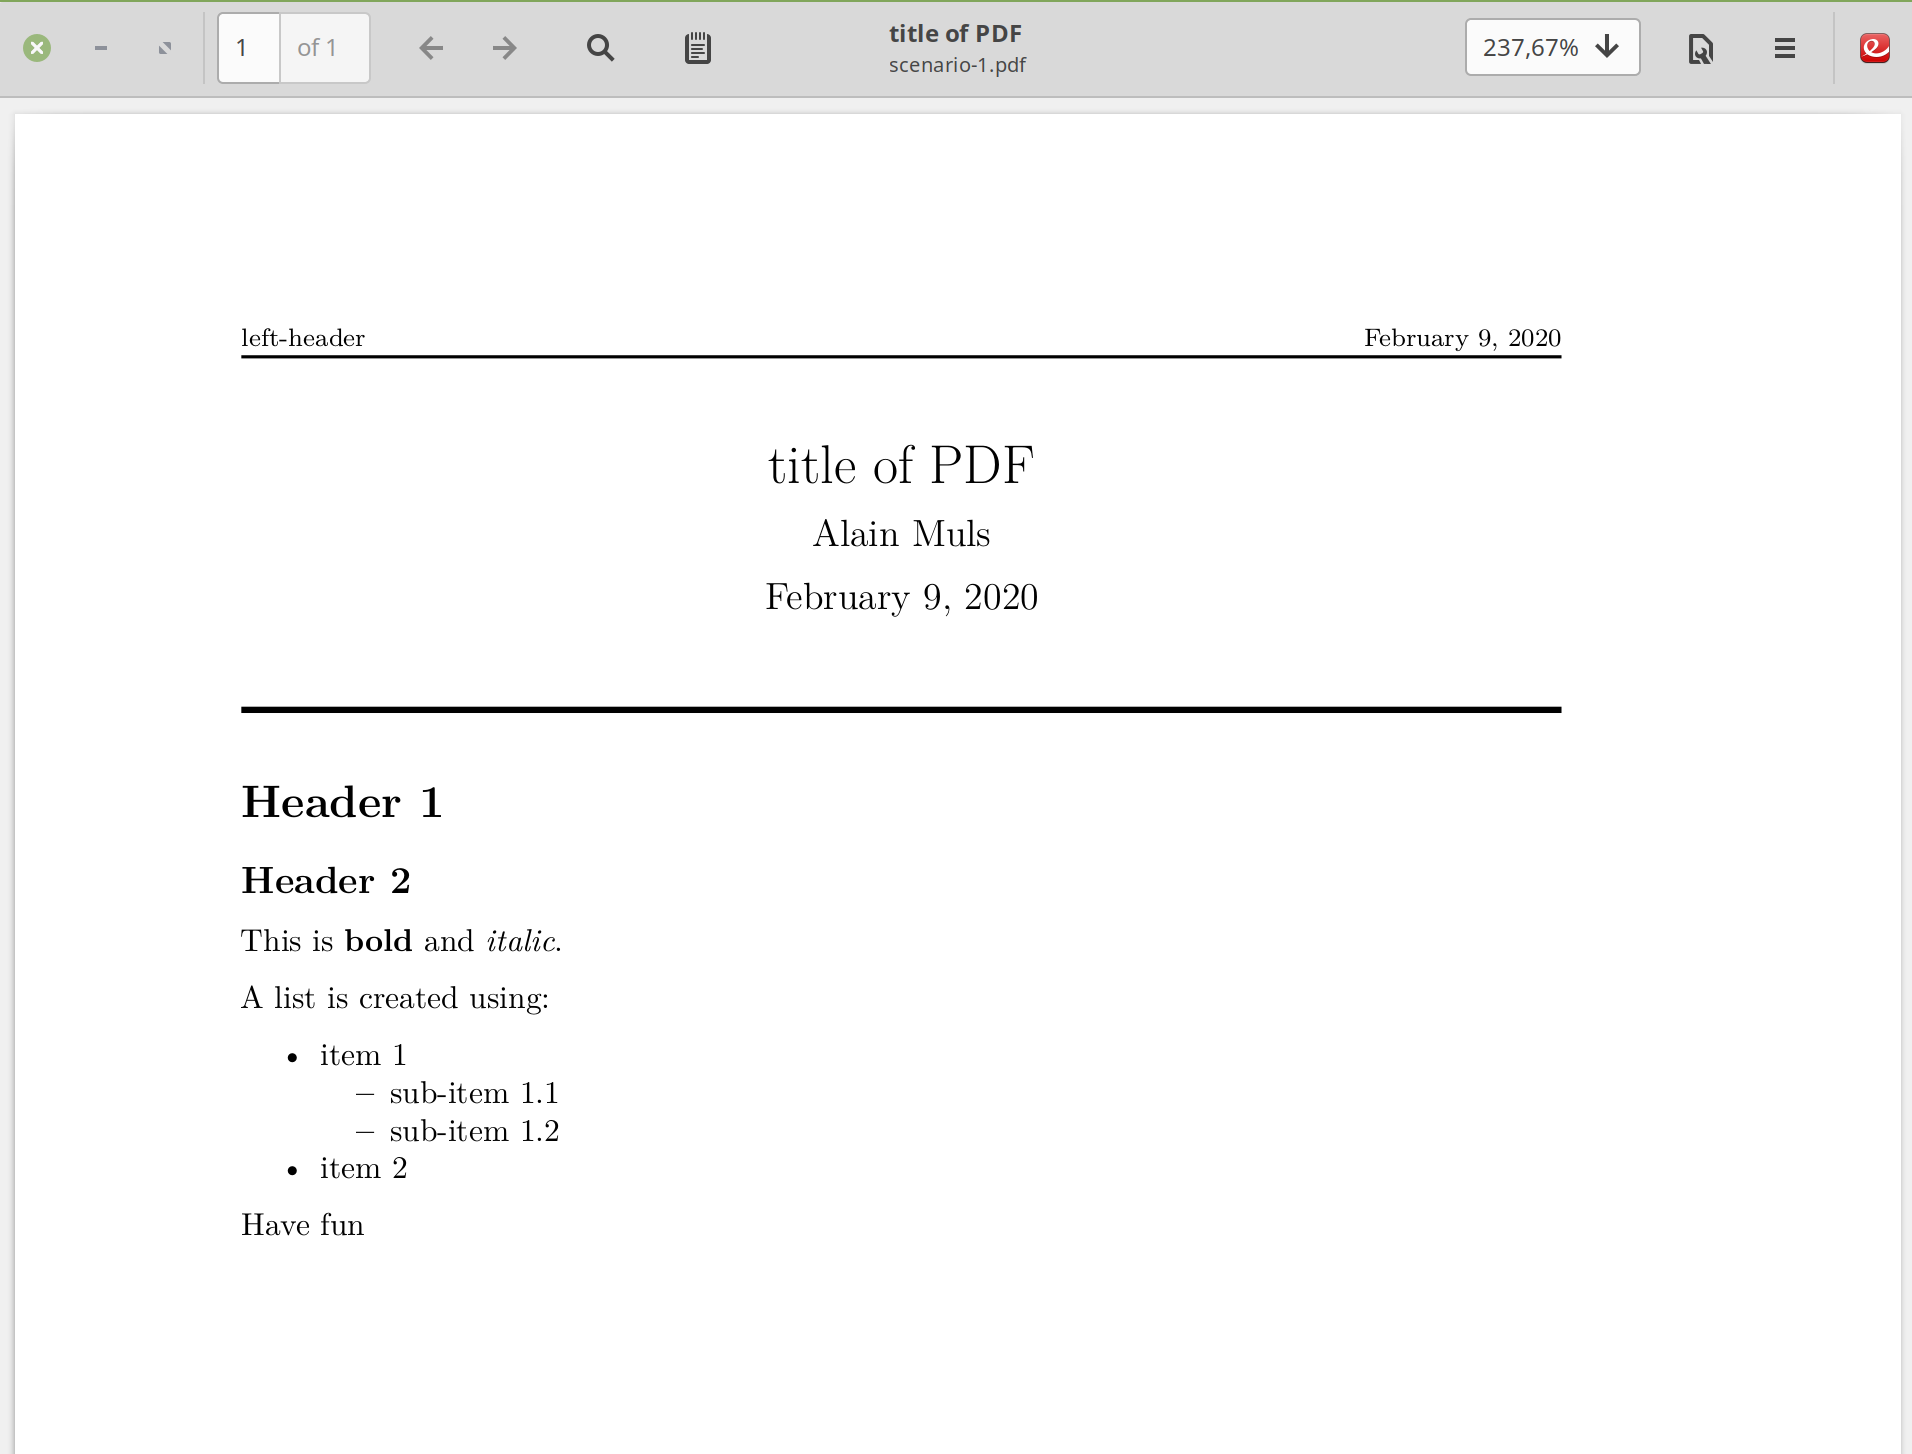 1 of 1
title of PDF
scenario-1.pdf
237,67%
left-header February 9, 2020
title of PDF
Alain Muls
February 9, 2020
Header 1
Header 2
This is bold and italic.
A list is created using:
• item 1
– sub-item 1.1
– sub-item 1.2
• item 2
Have fun